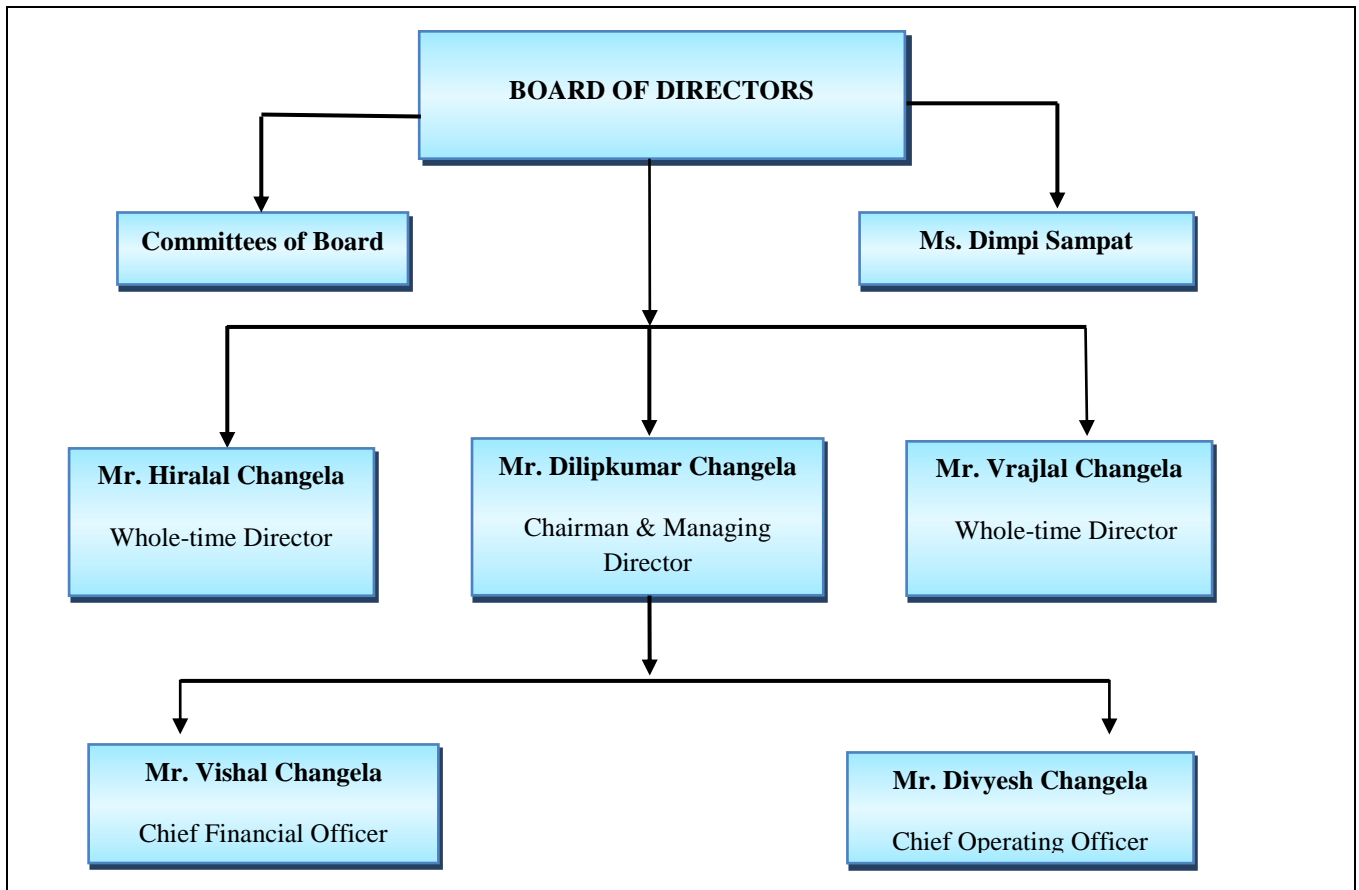 BOARD OF DIRECTORS
Committees of Board
Ms. Dimpi Sampat
Mr. Hiralal Changela
Whole-time Director
Mr. Dilipkumar Changela
Chairman & Managing
Director
Mr. Vrajlal Changela
Whole-time Director
Mr. Vishal Changela
Chief Financial Officer
Mr. Divyesh Changela
Chief Operating Officer